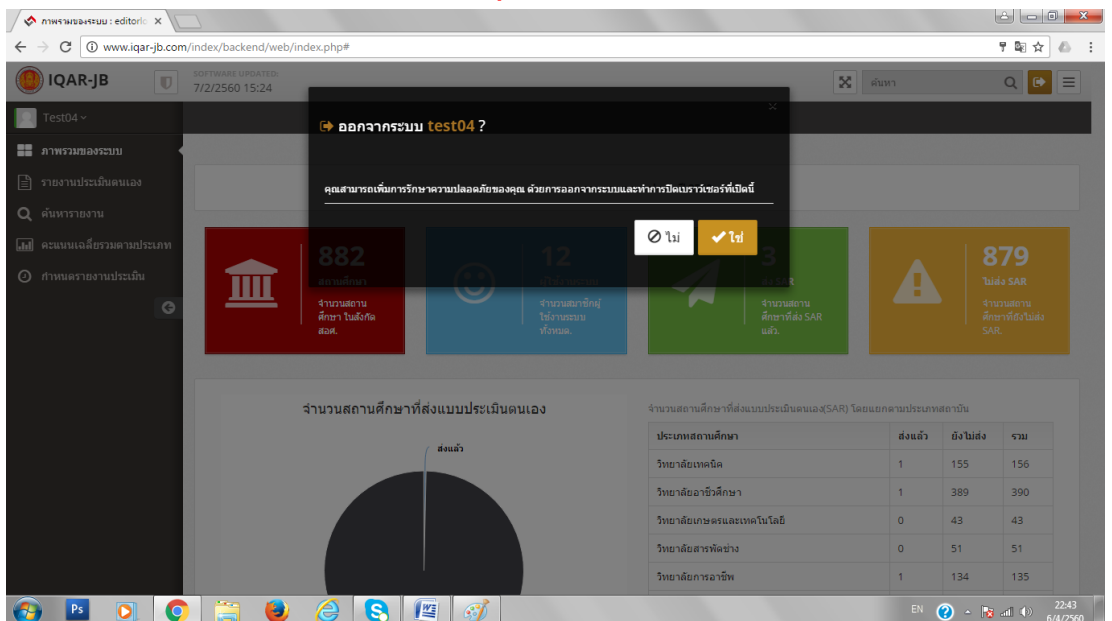 ภาพรวมของระบบ : editorlo
www.iqar-jb.com/index/backend/web/index.php#
IQAR-JB
SOFTWARE UPDATED:
7/2/2560 15:24
ค้นหา
Test04
ออกจากระบบ test04 ?
คุณสามารถเพิ่มการรักษาความปลอดภัยของคุณ ด้วยการออกจากระบบและทำการปิดเบราว์เซอร์ที่เปิดนี้
ไม่
ใช่
ภาพรวมของระบบ
รายงานประเมินตนเอง
ค้นหารายงาน
คะแนนเฉลี่ยรวมตามประเภท
กำหนดรายงานประเมิน
882
สถานศึกษา
จำนวนสถาน
ศึกษา ในสังกัด
สอศ.
12
จำนวนสมาชิกผู้
ใช้งานระบบ
ทั้งหมด.
3
ส่ง SAR
จำนวนสถาน
ศึกษาที่ส่ง SAR
แล้ว.
879
ไม่ส่ง SAR
จำนวนสถาน
ศึกษาที่ยังไม่ส่ง
SAR.
จำนวนสถานศึกษาที่ส่งแบบประเมินตนเอง
ส่งแล้ว
จำนวนสถานศึกษาที่ส่งแบบประเมินตนเอง(SAR) โดยแยกตามประเภทสถาบัน
ประเภทสถานศึกษา ส่งแล้ว ยังไม่ส่ง รวม
วิทยาลัยเทคนิค 1 155 156
วิทยาลัยอาชีวศึกษา 1 389 390
วิทยาลัยเกษตรและเทคโนโลยี 0 43 43
วิทยาลัยสารพัดช่าง 0 51 51
วิทยาลัยการอาชีพ 1 134 135
Ps
EN
22:43
6/4/2560